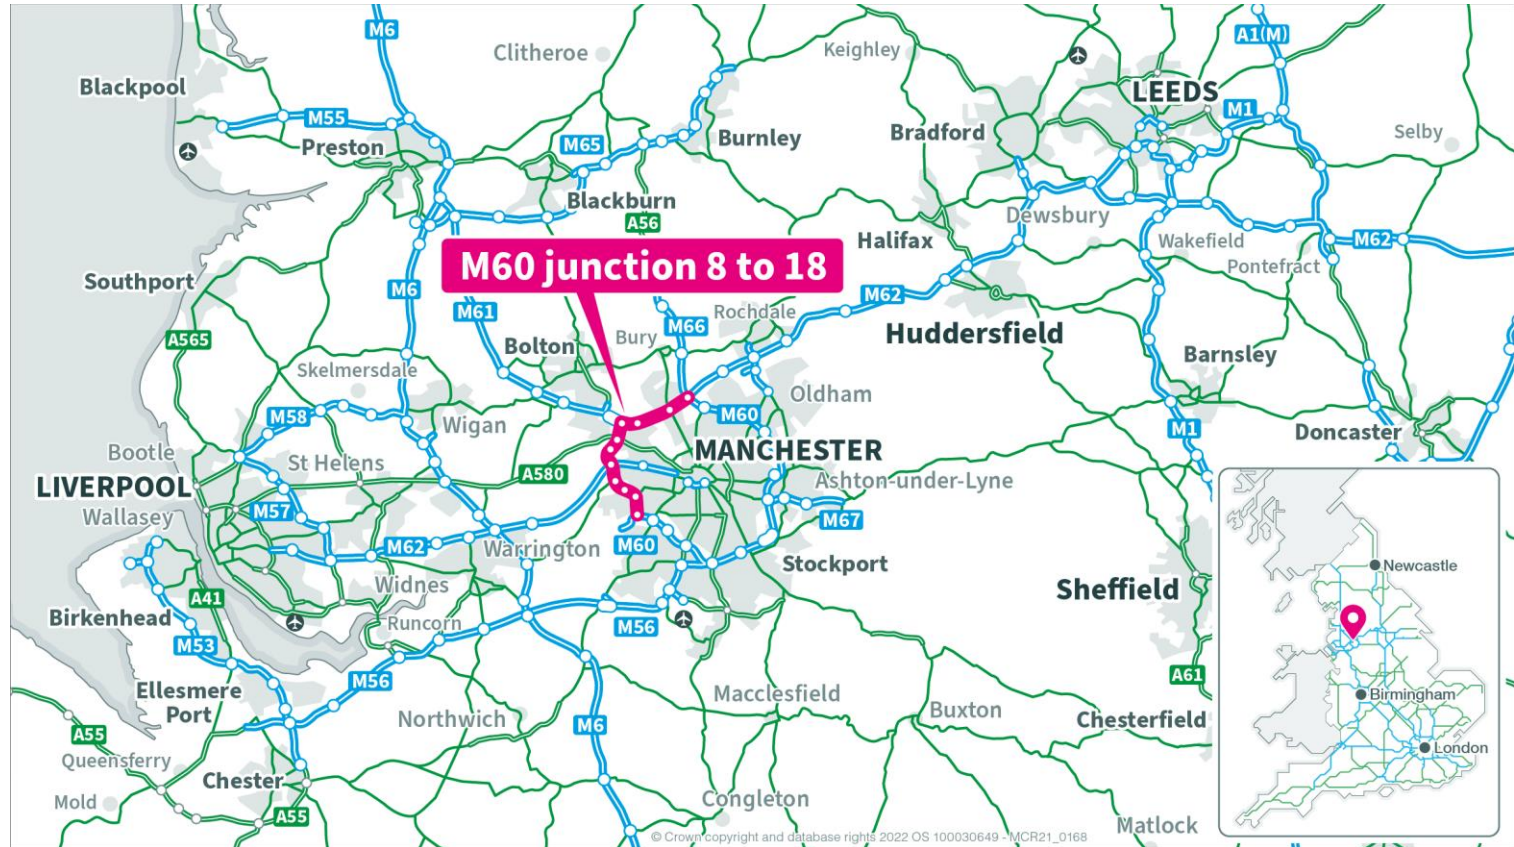 M6
Clitheroe
Keighley
A1(M)
Blackpool
LEEDS
M1
M55
Preston
M65
Burnley
Bradford
Selby
Blackburn
A56
Dewsbury
Halifax
Wakefield
M62
Pontefract
M60 junction 8 to 18
Southport
M6
M61
M66
Rochdale
M62
Huddersfield
A565
Bolton
Bury
Barnsley
Skelmersdale
Oldham
M58
Wigan
M60
M1
Doncaster
Bootle
St Helens
MANCHESTER
A580
LIVERPOOL
Ashton-under-Lyne
Wallasey
M57
M67
M62
Warrington
M60
Stockport
Newcastle
Widnes
Sheffield
A41
Birkenhead
Runcorn
M56
M53
A61
Ellesmere
Port
M56
Macclesfield
Birmingham
Northwich
M6
Buxton
Chesterfield
A55
London
Queensferry
Chester
Mold
A55
Congleton
Matlock
© Crown copyright and database rights 2022 OS 100030649 - MCR21_0168